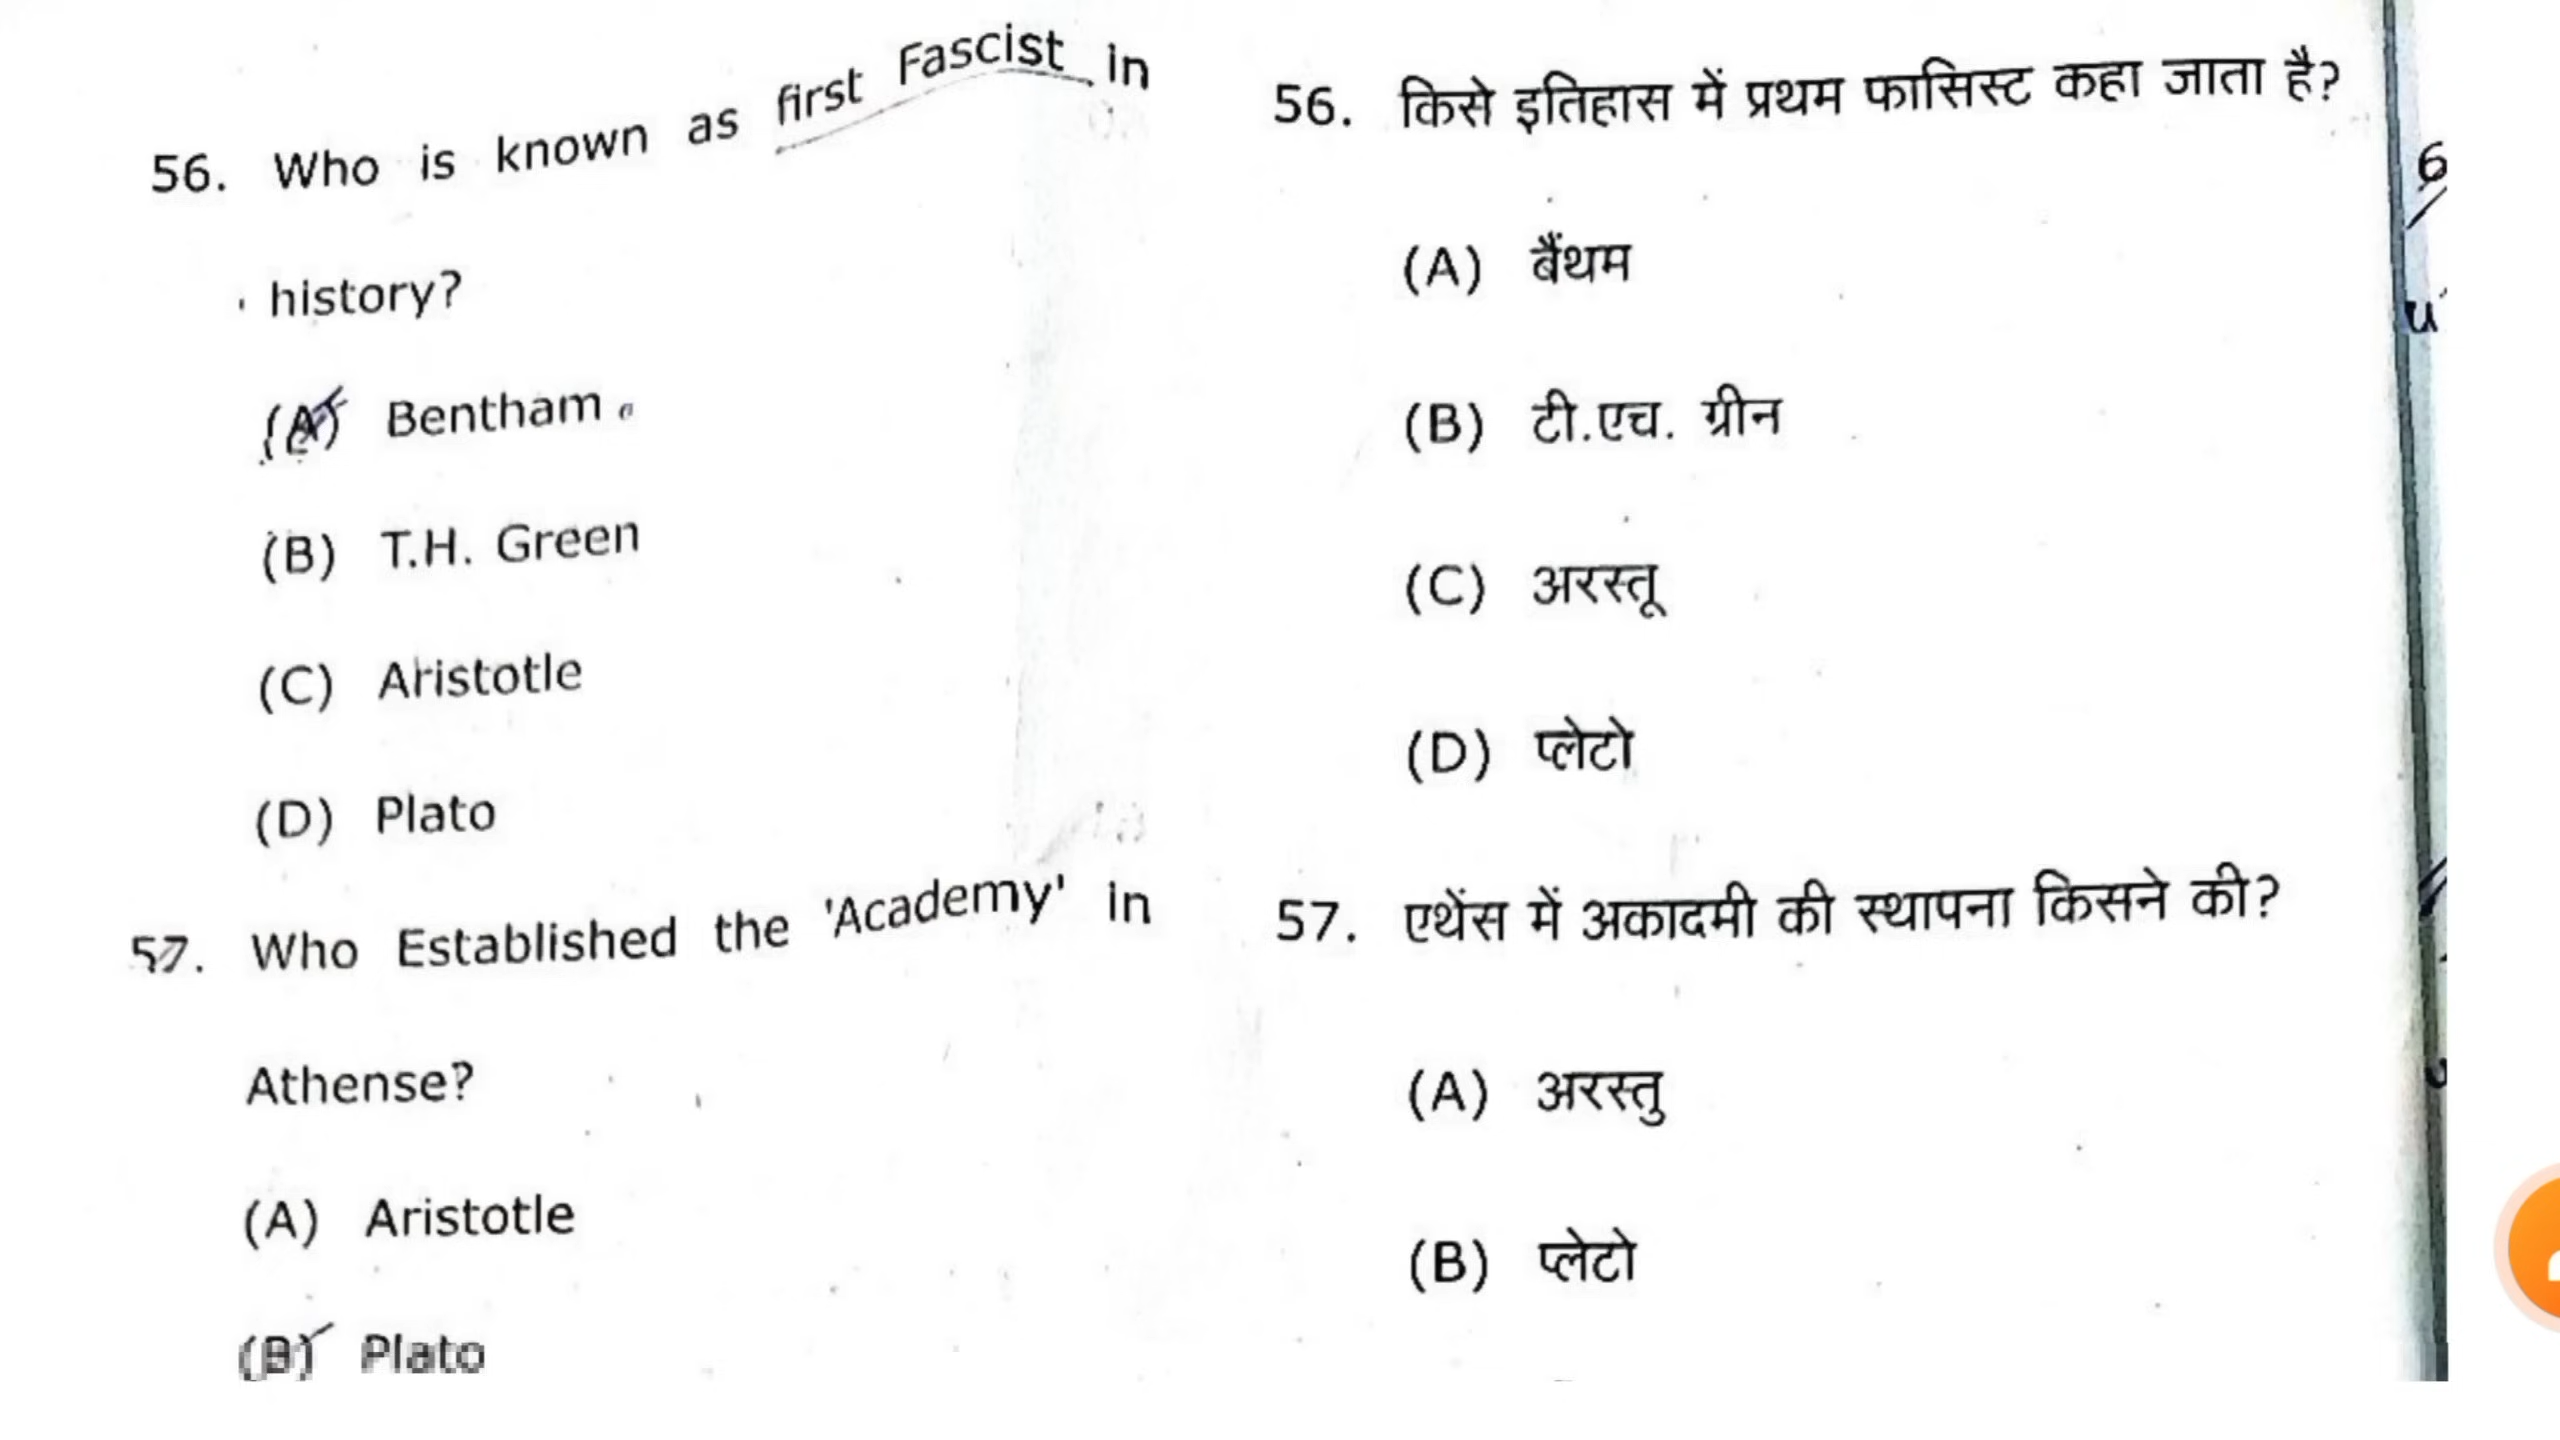 56. Who is known as first Fascist in
history?
(A) Bentham
(B) T.H. Green
(C) Aristotle
(D) Plato
57. Who Established the 'Academy' in
Athense?
(A) Aristotle
(B) Plato
56. किसे इतिहास में प्रथम फासिस्ट कहा जाता है?
(A) बैंथम
(B) टी.एच. ग्रीन
(C) अरस्तू
(D) प्लेटो
57. एथेंस में अकादमी की स्थापना किसने की?
(A) अरस्तु
(B) प्लेटो
6